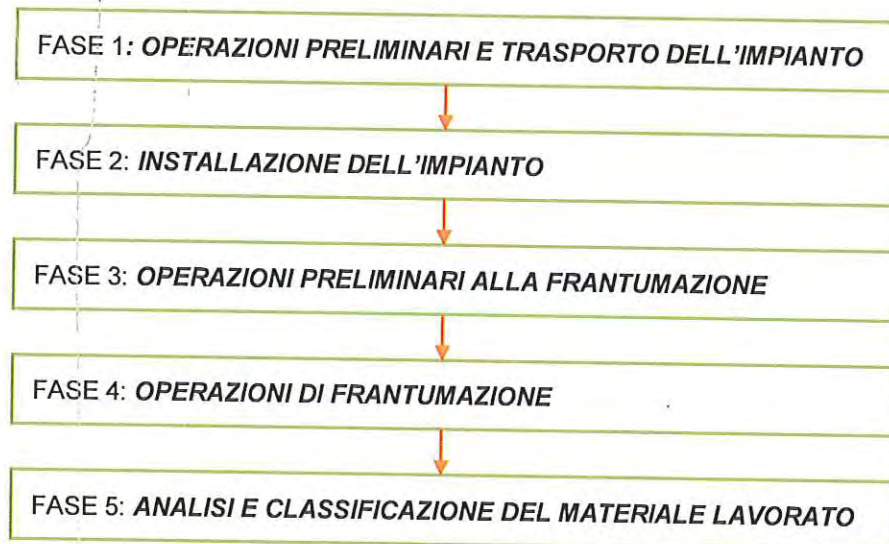 FASE 1: OPERAZIONI PRELIMINARI E TRASPORTO DELL'IMPIANTO
FASE 2: INSTALLAZIONE DELL'IMPIANTO
FASE 3: OPERAZIONI PRELIMINARI ALLA FRANTUMAZIONE
FASE 4: OPERAZIONI DI FRANTUMAZIONE
FASE 5: ANALISI E CLASSIFICAZIONE DEL MATERIALE LAVORATO